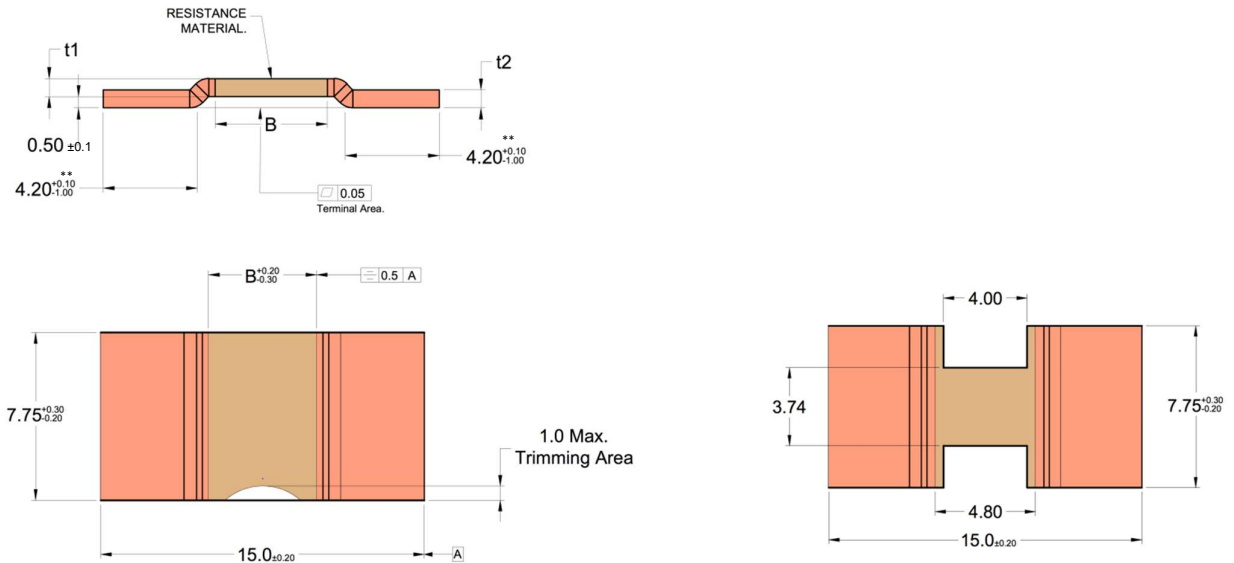 RESISTANCE
MATERIAL.
t1
t2
B
0.50 ±0.1
**
4.20 +0.10
-1.00
**
4.20 +0.10
-1.00
0.05
Terminal Area.
B +0.20
-0.30
0.5 A
7.75 +0.30
-0.20
1.0 Max.
Trimming Area
15.0±0.20
A
4.00
3.74
7.75 +0.30
-0.20
4.80
15.0±0.20